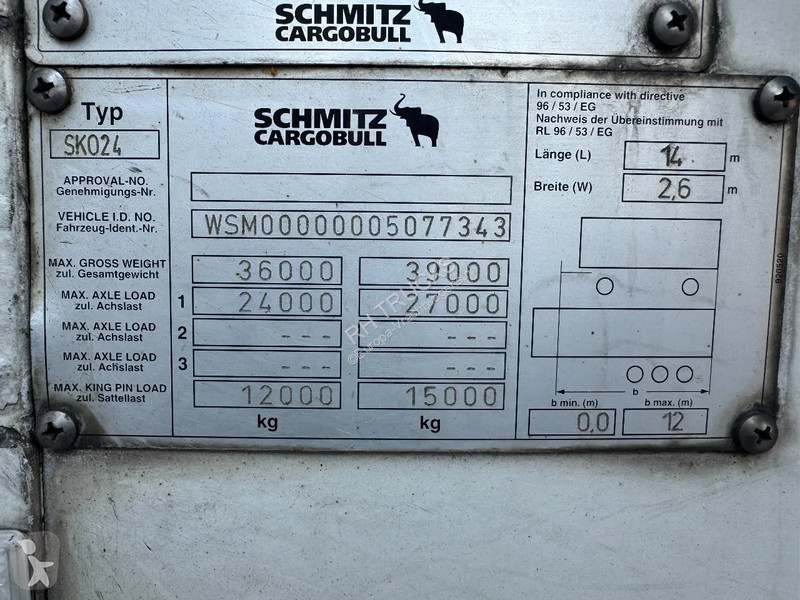 SCHMITZ
CARGOBULL
Typ
SKO24
SCHMITZ
CARGOBULL
In compliance with directive
96 / 53 / EG
Nachweis der Übereinstimmung mit
RL 96 / 53 / EG
Länge (L) 14 m
Breite (W) 2,6 m
APPROVAL-NO.
Genehmigungs-Nr.
VEHICLE I.D. NO.
Fahrzeug-Ident.-Nr.
WSM00000005077343
MAX. GROSS WEIGHT
zul. Gesamtgewicht
36000 39000
MAX. AXLE LOAD
zul. Achslast
1 24000 27000
MAX. AXLE LOAD
zul. Achslast
2 --- ---
MAX. AXLE LOAD
zul. Achslast
3 --- ---
MAX. KING PIN LOAD
zul. Sattellast
12000 15000
kg kg
b
b min. (m) b max. (m)
0,0 12
920520
RH TRUCKS